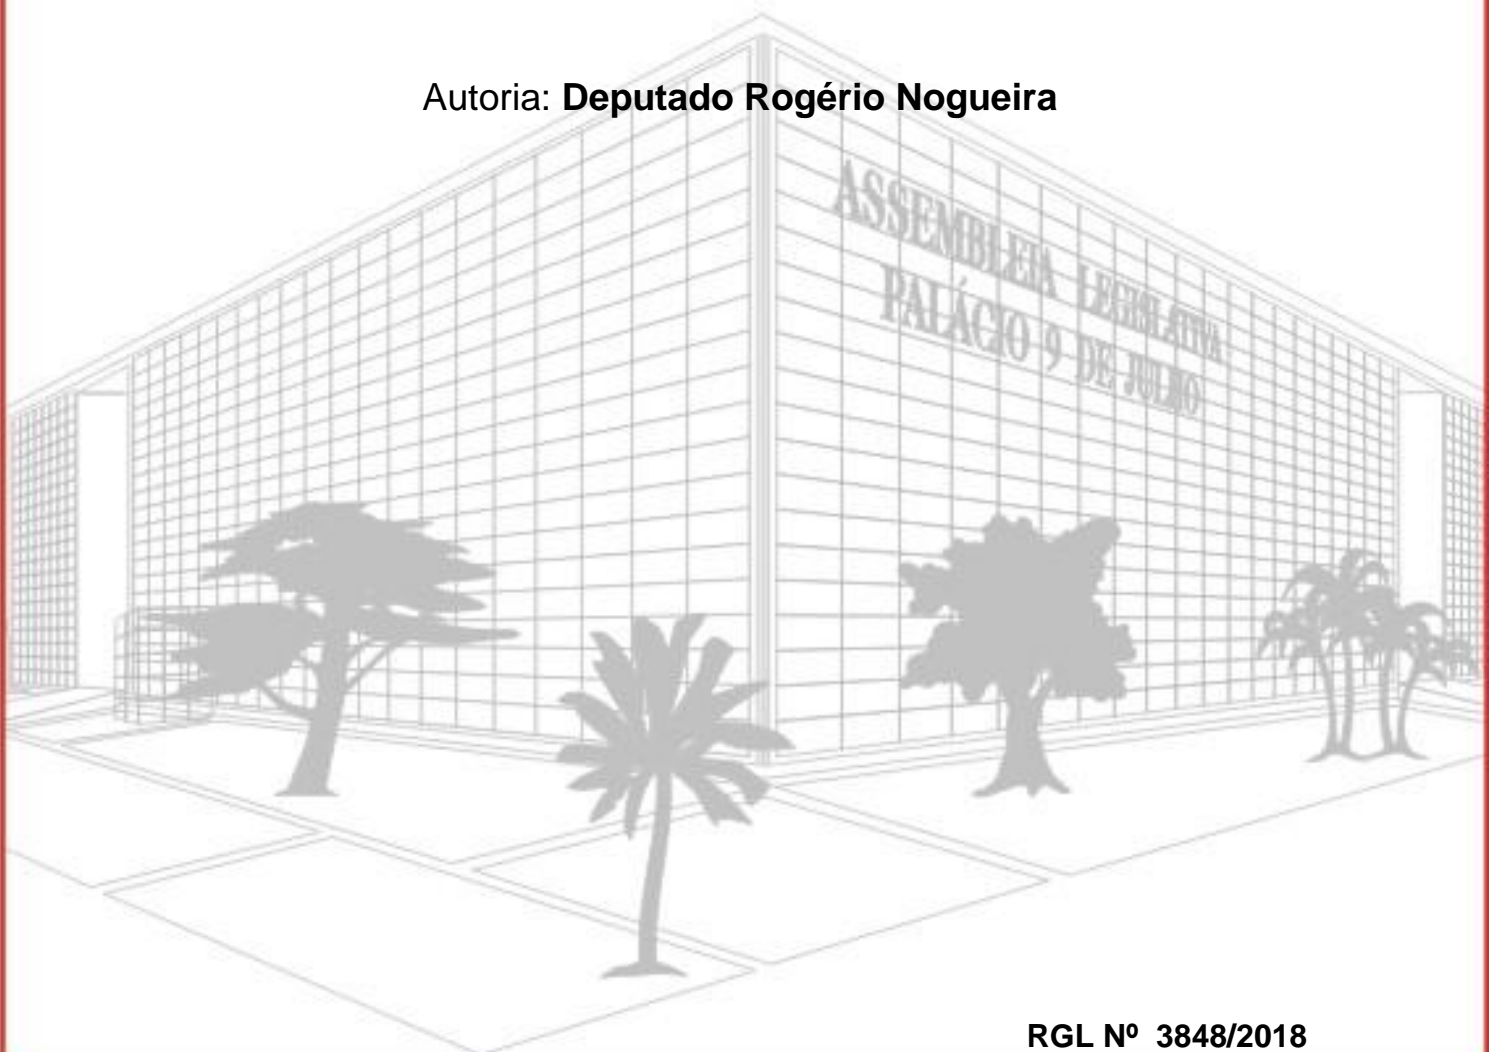 Autoria: Deputado Rogério Nogueira
ASSEMBLEIA LEGISLATIVA
PALÁCIO 9 DE JULHO
RGL Nº 3848/2018